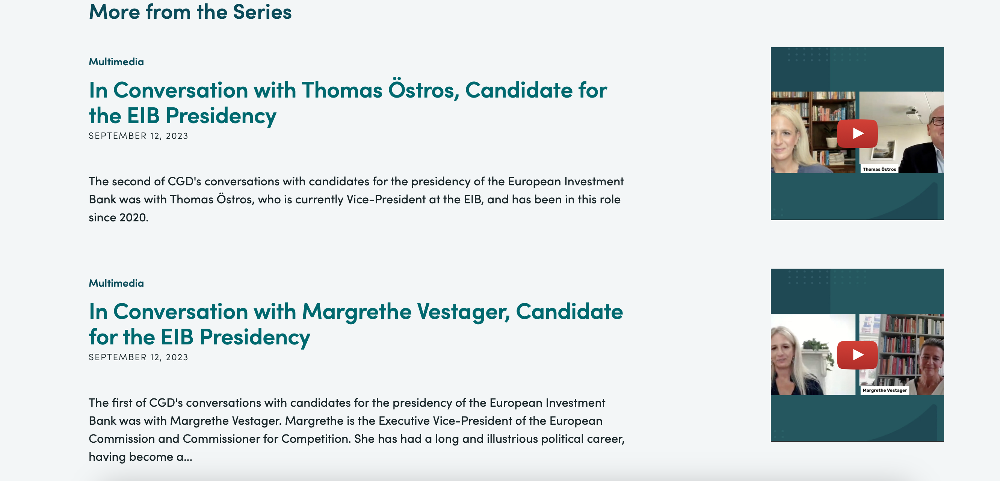 More from the Series
Multimedia
In Conversation with Thomas Östros, Candidate for
the EIB Presidency
SEPTEMBER 12, 2023
The second of CGD's conversations with candidates for the presidency of the European Investment
Bank was with Thomas Östros, who is currently Vice-President at the EIB, and has been in this role
since 2020.
Thomas Östros
Multimedia
In Conversation with Margrethe Vestager, Candidate
for the EIB Presidency
SEPTEMBER 12, 2023
The first of CGD's conversations with candidates for the presidency of the European Investment
Bank was with Margrethe Vestager. Margrethe is the Executive Vice-President of the European
Commission and Commissioner for Competition. She has had a long and illustrious political career,
having become a...
Margrethe Vestager